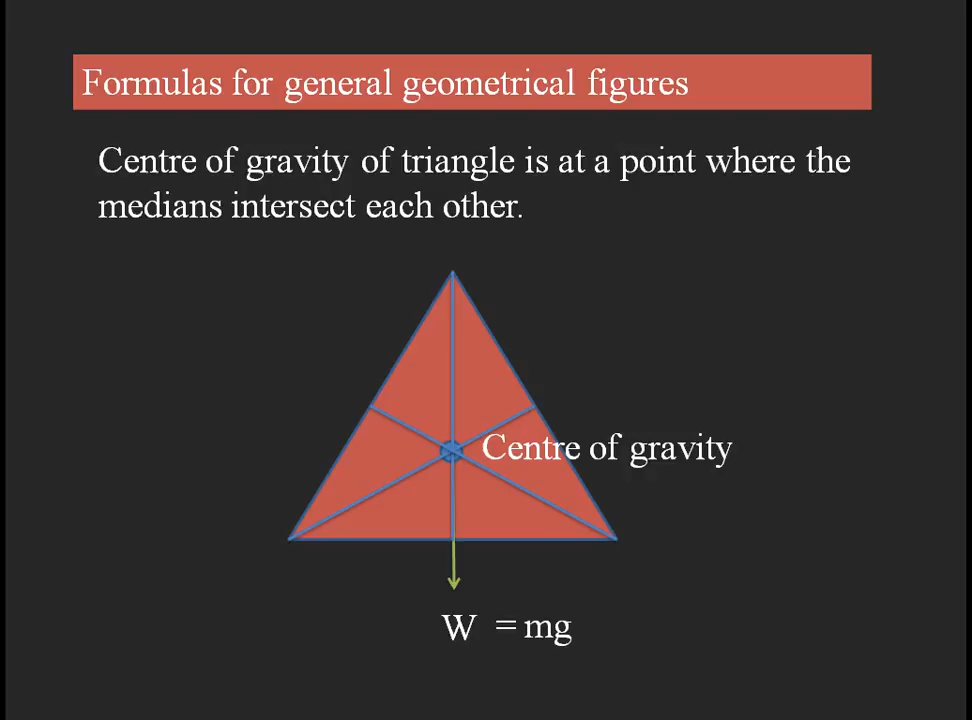 Formulas for general geometrical figures
Centre of gravity of triangle is at a point where the
medians intersect each other.
Centre of gravity
W = mg